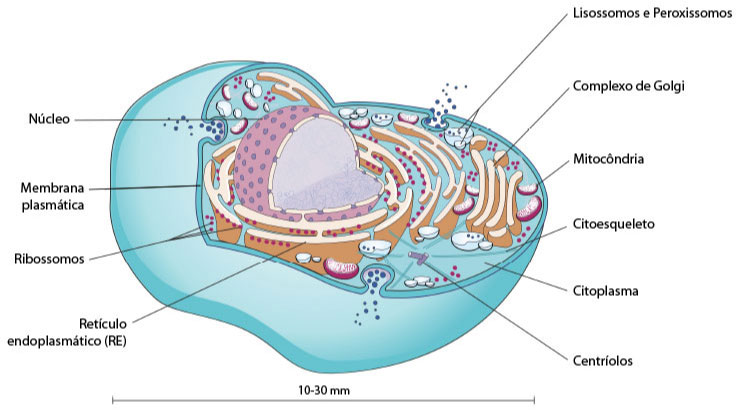 Lisossomos e Peroxissomos
Complexo de Golgi
Núcleo
Mitocôndria
Membrana
plasmática
Citoesqueleto
Ribossomos
Citoplasma
Retículo
endoplasmático (RE)
Centríolos
10-30 mm